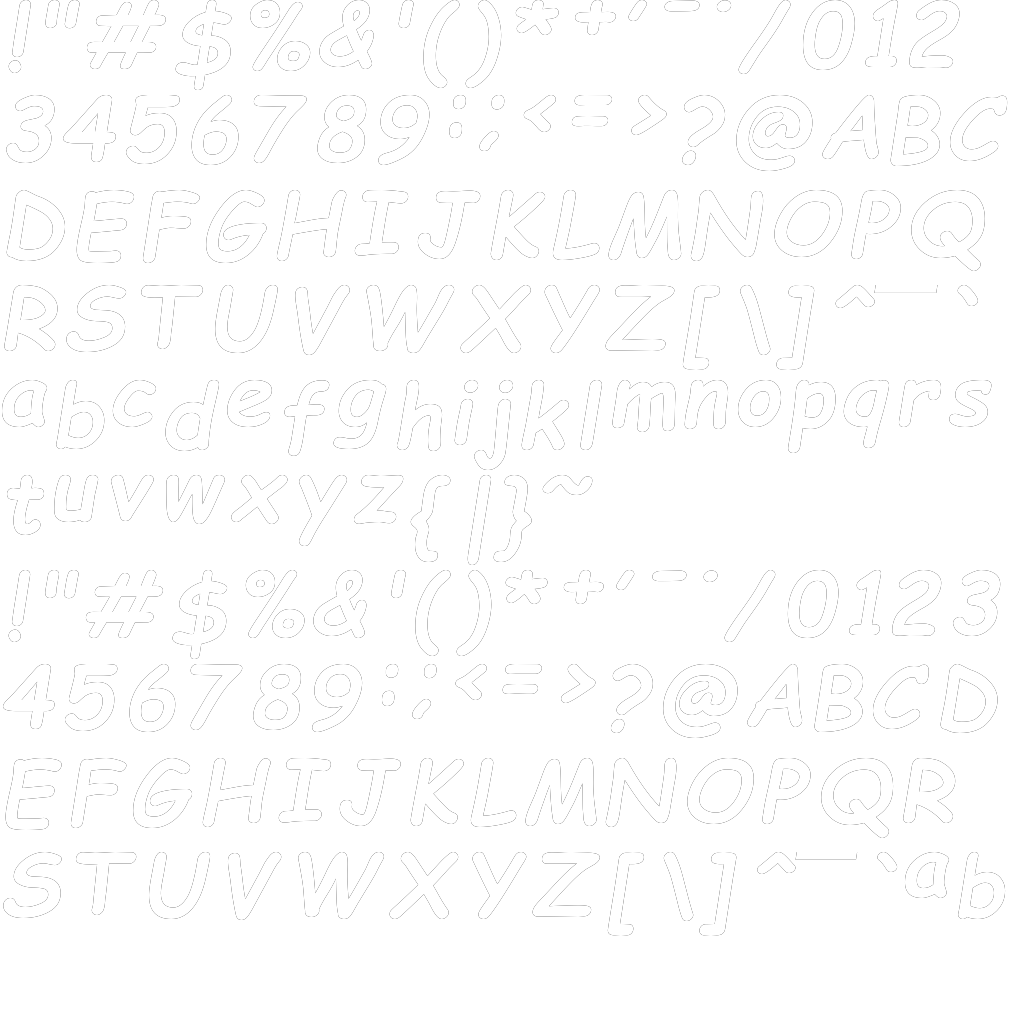 !"#$%&'()*+,-./012
3456789:;<=>?@ABC
DEFGHIJKLMNOPQ
RSTUVWXYZ[\]^_`
abcdefghijklmnopqrs
tuvwxyz{|}~
!"#$%&'()*+,-./0123
456789:;<=>?@ABCD
EFGHIJKLMNOPQR
STUVWXYZ[\]^_`ab